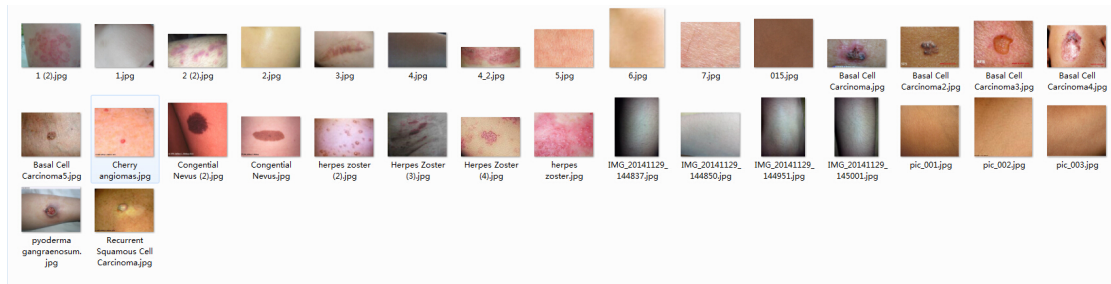 1 (2).jpg 1.jpg 2 (2).jpg 2.jpg 3.jpg 4.jpg 4_2.jpg 5.jpg 6.jpg 7.jpg 015.jpg Basal Cell Basal Cell Basal Cell Basal Cell
Carcinoma.jpg Carcinoma2.jpg Carcinoma3.jpg Carcinoma4.jpg
Basal Cell Cherry Congential Congential herpes zoster Herpes Zoster Herpes Zoster herpes IMG_20141129_ IMG_20141129_ IMG_20141129_ IMG_20141129_ pic_001.jpg pic_002.jpg pic_003.jpg
Carcinoma5.jpg angiomas.jpg Nevus (2).jpg Nevus.jpg (2).jpg (3).jpg (4).jpg zoster.jpg 144837.jpg 144850.jpg 144951.jpg 145001.jpg
pyoderma Recurrent
gangraenosum. Squamous Cell
jpg Carcinoma.jpg